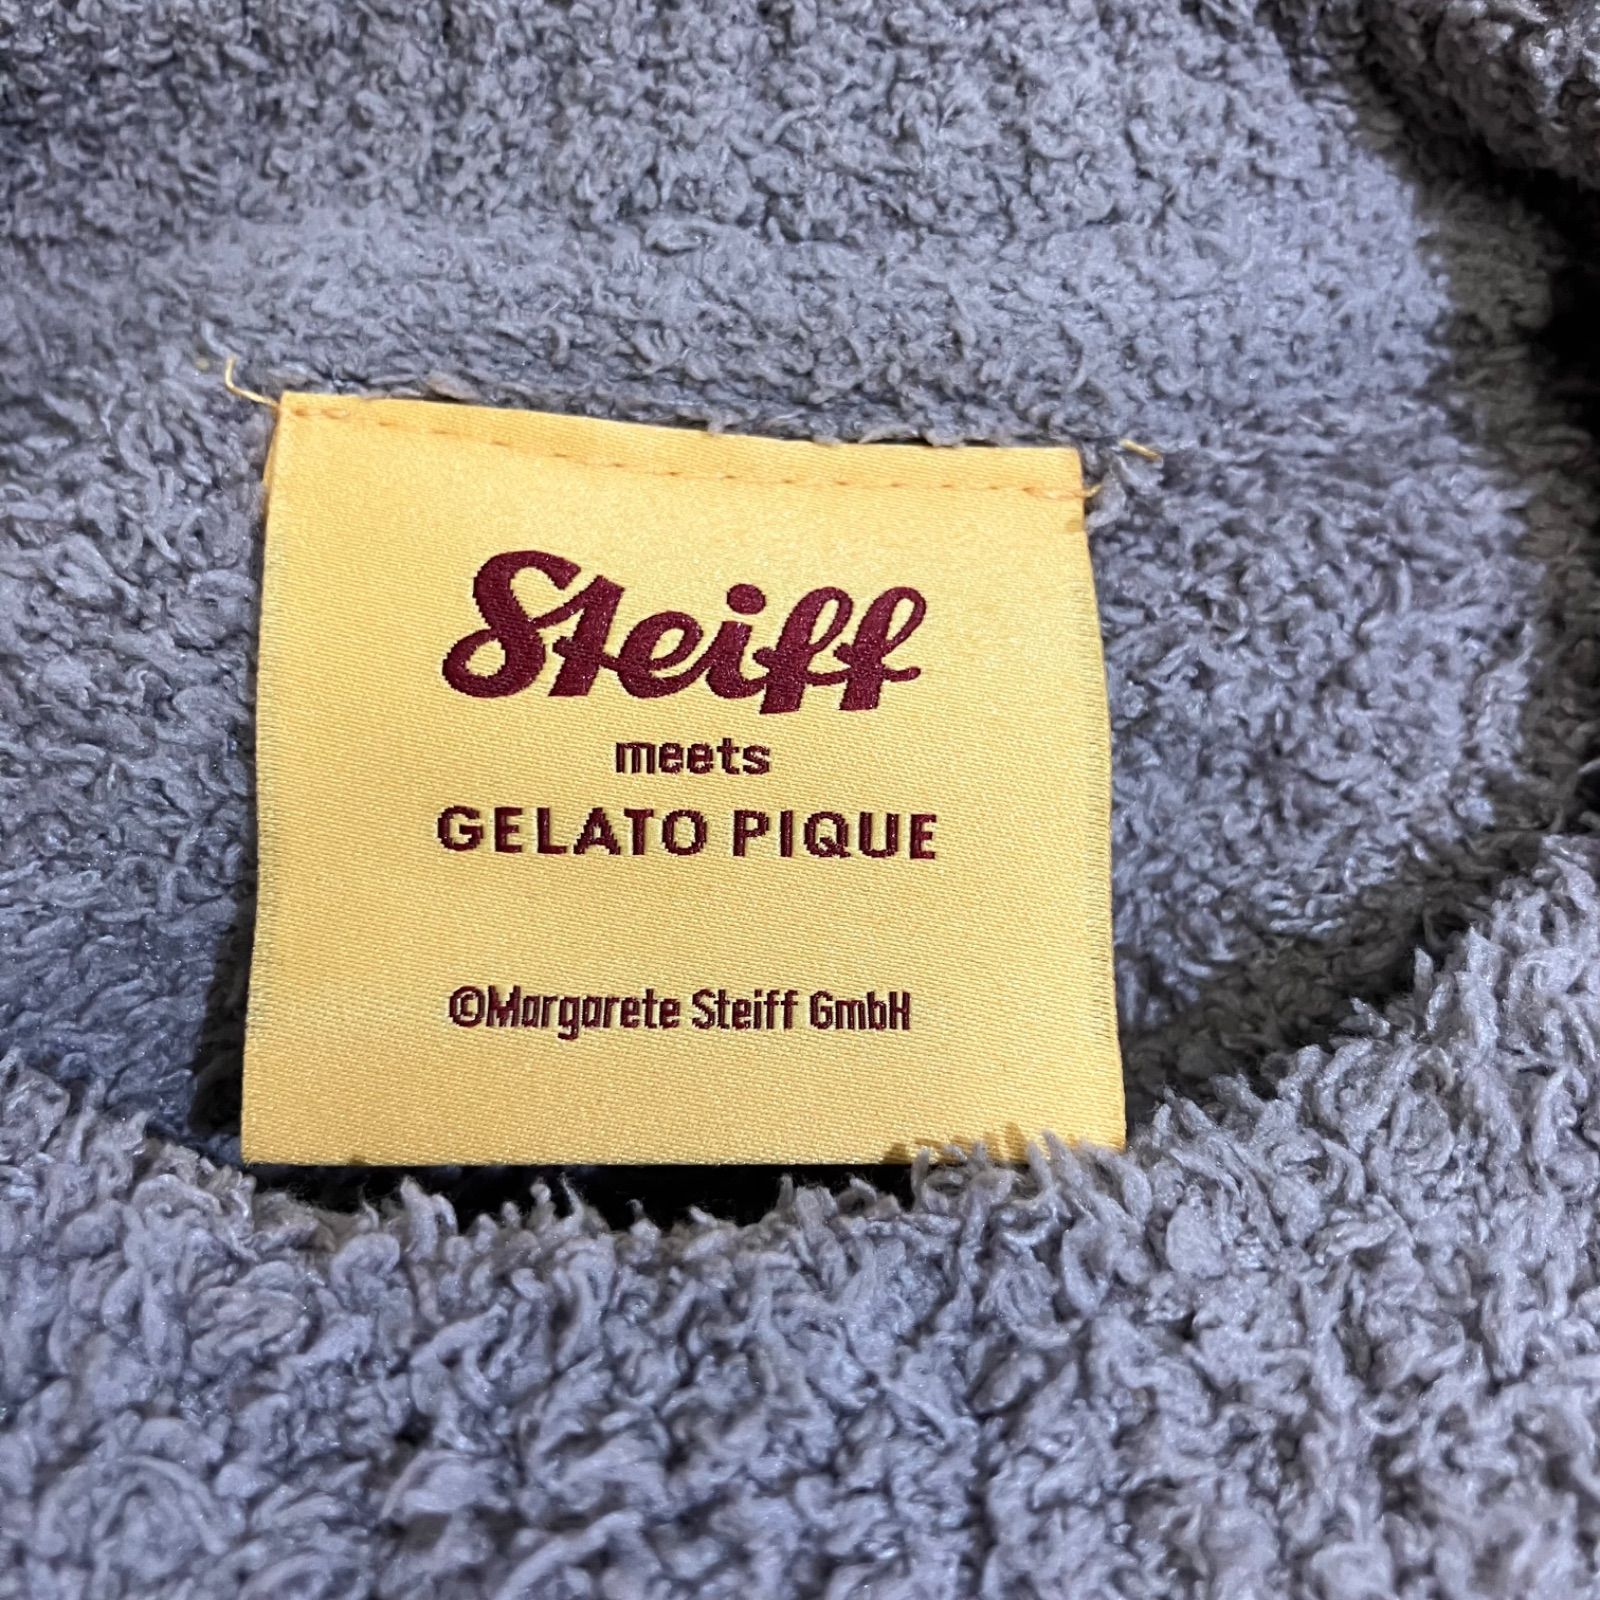 Steiff
meets
GELATO PIQUE
©Margarete Steiff GmbH